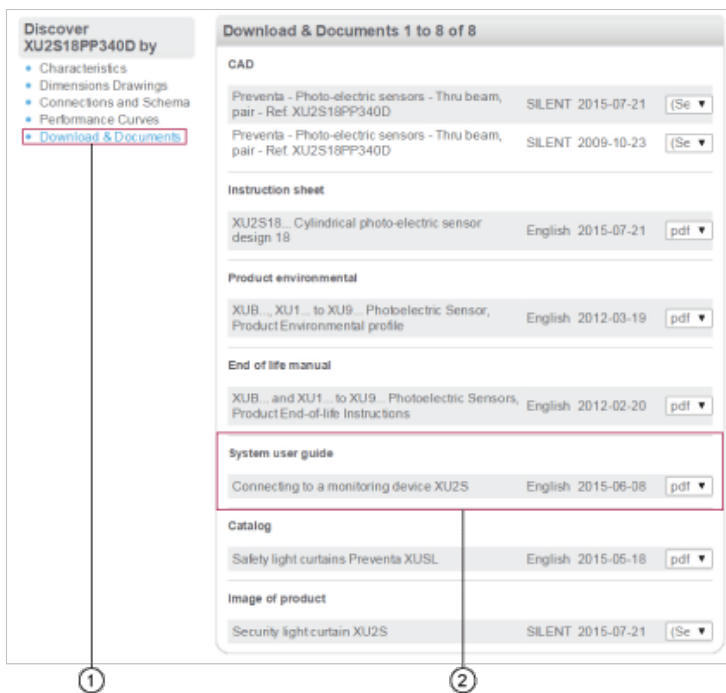 Discover
XU2S18PP340D by
• Characteristics
• Dimensions Drawings
• Connections and Schema
• Performance Curves
• Download & Documents
Download & Documents 1 to 8 of 8
CAD
Preventa - Photo-electric sensors - Thru beam,
pair - Ref. XU2S18PP340D SILENT 2015-07-21 (Se ▼
Preventa - Photo-electric sensors - Thru beam,
pair - Ref. XU2S18PP340D SILENT 2009-10-23 (Se ▼
Instruction sheet
XU2S18... Cylindrical photo-electric sensor
design 18 English 2015-07-21 pdf ▼
Product environmental
XUB..., XU1... to XU9... Photoelectric Sensor,
Product Environmental profile English 2012-03-19 pdf ▼
End of life manual
XUB... and XU1... to XU9... Photoelectric Sensors,
Product End-of-life Instructions English 2012-02-20 pdf ▼
System user guide
Connecting to a monitoring device XU2S English 2015-06-08 pdf ▼
Catalog
Safety light curtains Preventa XUSL English 2015-05-18 pdf ▼
Image of product
Security light curtain XU2S SILENT 2015-07-21 (Se ▼
1 2